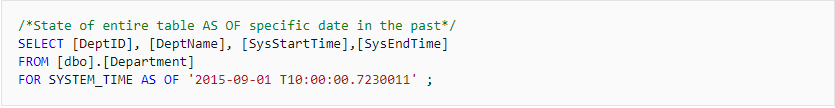 /*State of entire table AS OF specific date in the past*/
SELECT [DeptID], [DeptName], [SysStartTime],[SysEndTime]
FROM [dbo].[Department]
FOR SYSTEM_TIME AS OF '2015-09-01 T10:00:00.7230011' ;